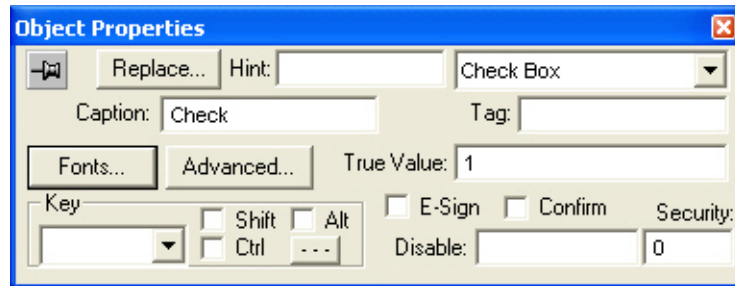 Object Properties
Replace... Hint: Check Box
Caption: Check Tag:
Fonts... Advanced... True Value: 1
Key Shift Alt E-Sign Confirm Security:
Ctrl - - - Disable: 0